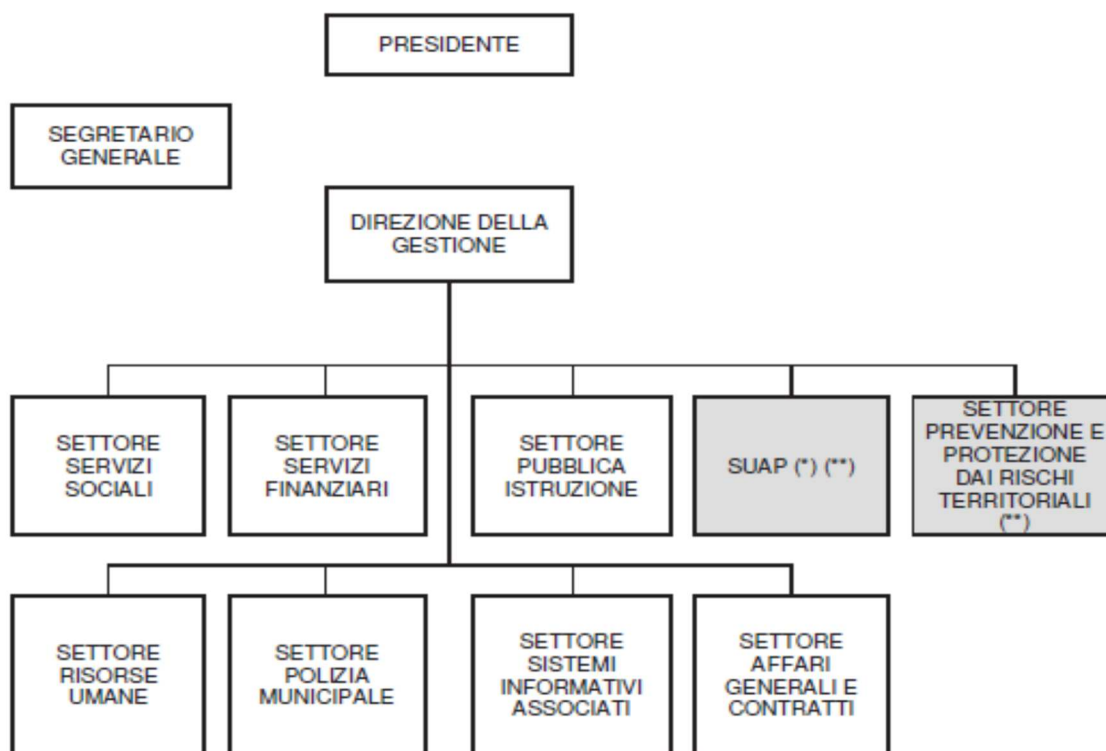 PRESIDENTE
SEGRETARIO
GENERALE
DIREZIONE DELLA
GESTIONE
SETTORE
SERVIZI
SOCIALI
SETTORE
SERVIZI
FINANZIARI
SETTORE
PUBBLICA
ISTRUZIONE
SUAP (*) (**)
SETTORE
PREVENZIONE E
PROTEZIONE
DAI RISCHI
TERRITORIALI
(**)
SETTORE
RISORSE
UMANE
SETTORE
POLIZIA
MUNICIPALE
SETTORE
SISTEMI
INFORMATIVI
ASSOCIATI
SETTORE
AFFARI
GENERALI E
CONTRATTI